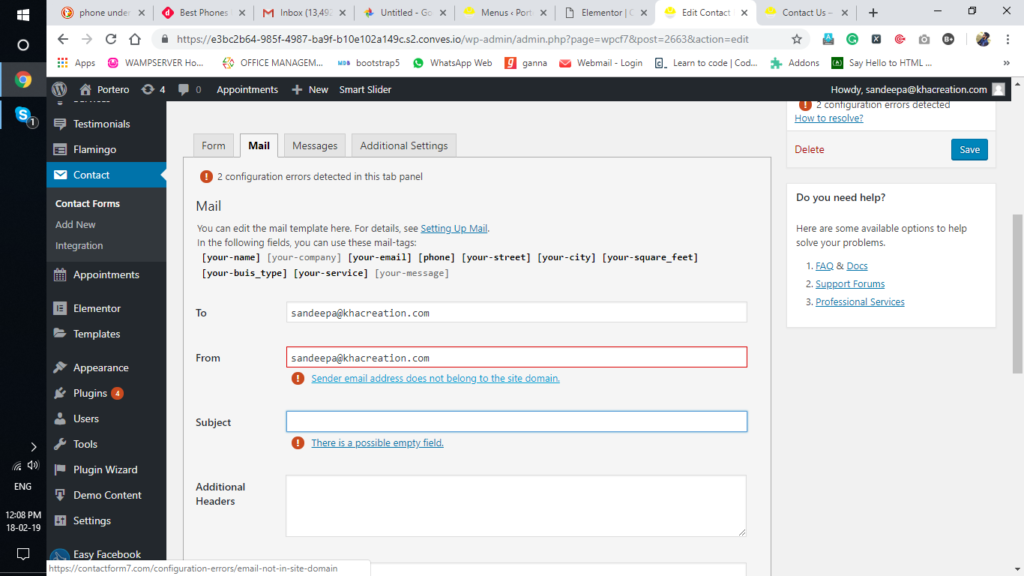 phone under
Best Phones
Inbox (13,49
Untitled - Go
Menus ‹ Port
Elementor | C
Edit Contact
Contact Us –
https://e3bc2b64-985f-4987-ba9f-b10e102a149c.s2.conves.io/wp-admin/admin.php?page=wpcf7&post=2663&action=edit
Apps
WAMPSERVER Ho...
OFFICE MANAGEM...
bootstrap5
WhatsApp Web
ganna
Webmail - Login
Learn to code | Cod...
Addons
Say Hello to HTML ...
Portero
4
0
Appointments
New
Smart Slider
Howdy, sandeepa@khacreation.com
Testimonials
Flamingo
Contact
Contact Forms
Add New
Integration
Appointments
Elementor
Templates
Appearance
Plugins 4
Users
Tools
Plugin Wizard
Demo Content
Settings
Easy Facebook
1
ENG
12:08 PM
18-02-19
Form
Mail
Messages
Additional Settings
2 configuration errors detected in this tab panel
Mail
You can edit the mail template here. For details, see Setting Up Mail.
In the following fields, you can use these mail-tags:
[your-name] [your-company] [your-email] [phone] [your-street] [your-city] [your-square_feet]
[your-buis_type] [your-service] [your-message]
To
sandeepa@khacreation.com
From
sandeepa@khacreation.com
Sender email address does not belong to the site domain.
Subject
There is a possible empty field.
Additional
Headers
2 configuration errors detected
How to resolve?
Delete
Save
Do you need help?
Here are some available options to help
solve your problems.
1. FAQ & Docs
2. Support Forums
3. Professional Services
https://contactform7.com/configuration-errors/email-not-in-site-domain